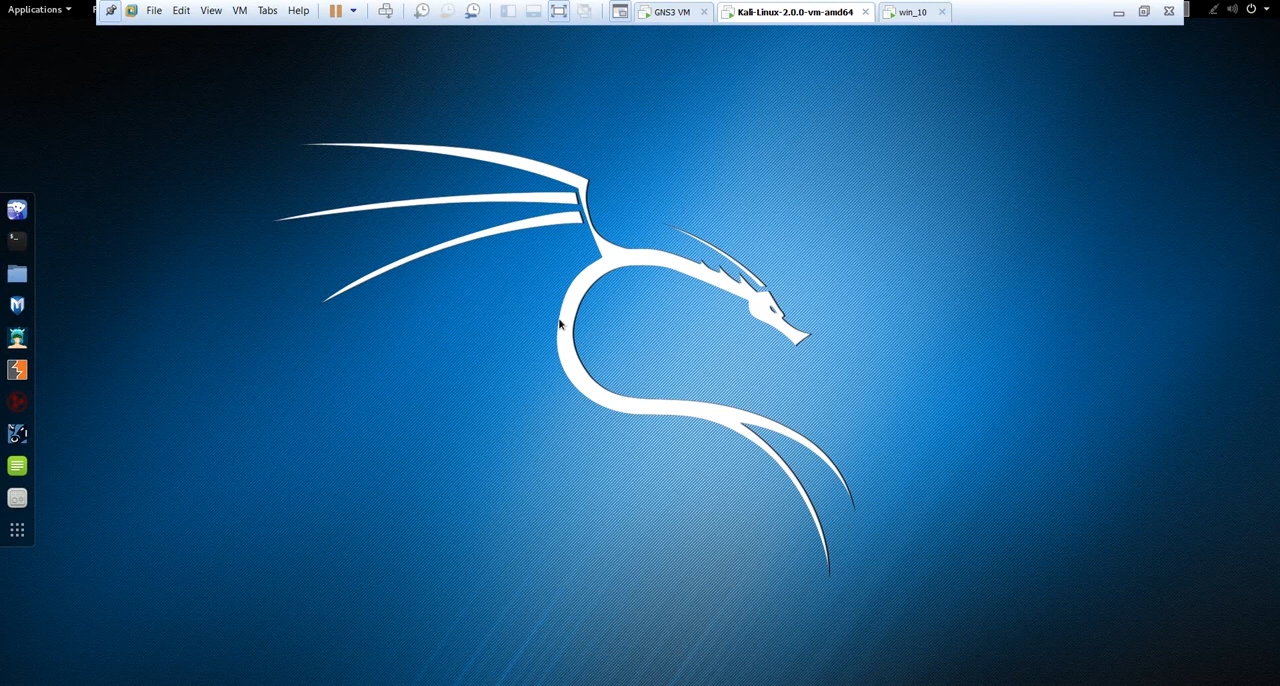 Applications File Edit View VM Tabs Help GNS3 VM Kali-Linux-2.0.0-vm-amd64 win_10
$_